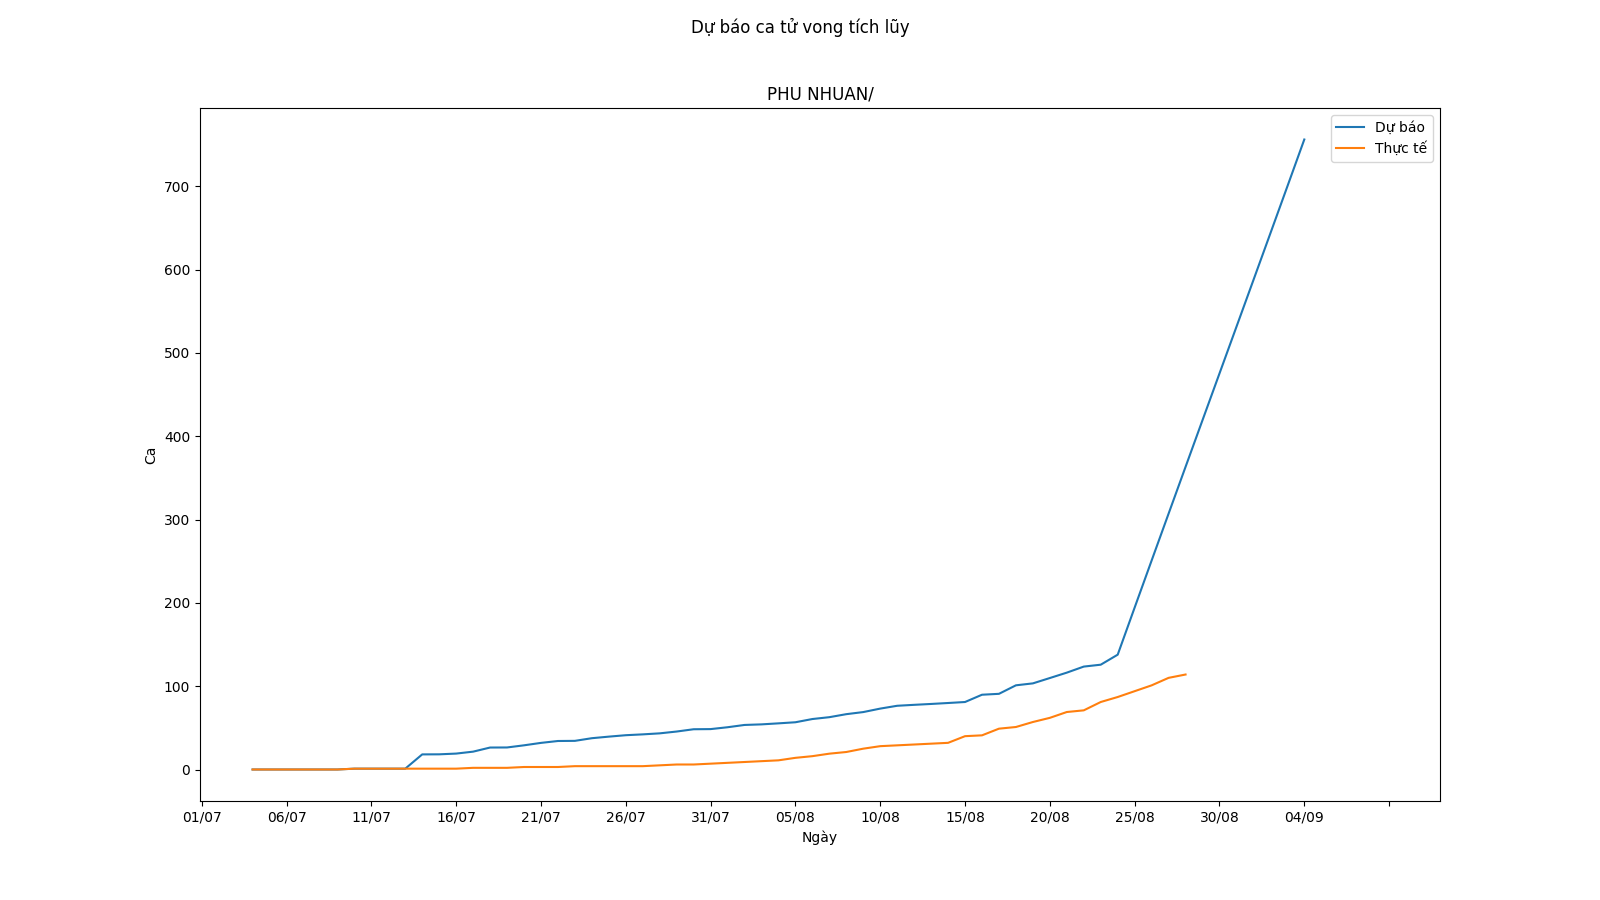 Dự báo ca tử vong tích lũy
PHU NHUAN/
Dự báo
Thực tế
700
600
500
400
300
200
100
0
Ca
01/07 06/07 11/07 16/07 21/07 26/07 31/07 05/08 10/08 15/08 20/08 25/08 30/08 04/09
Ngày